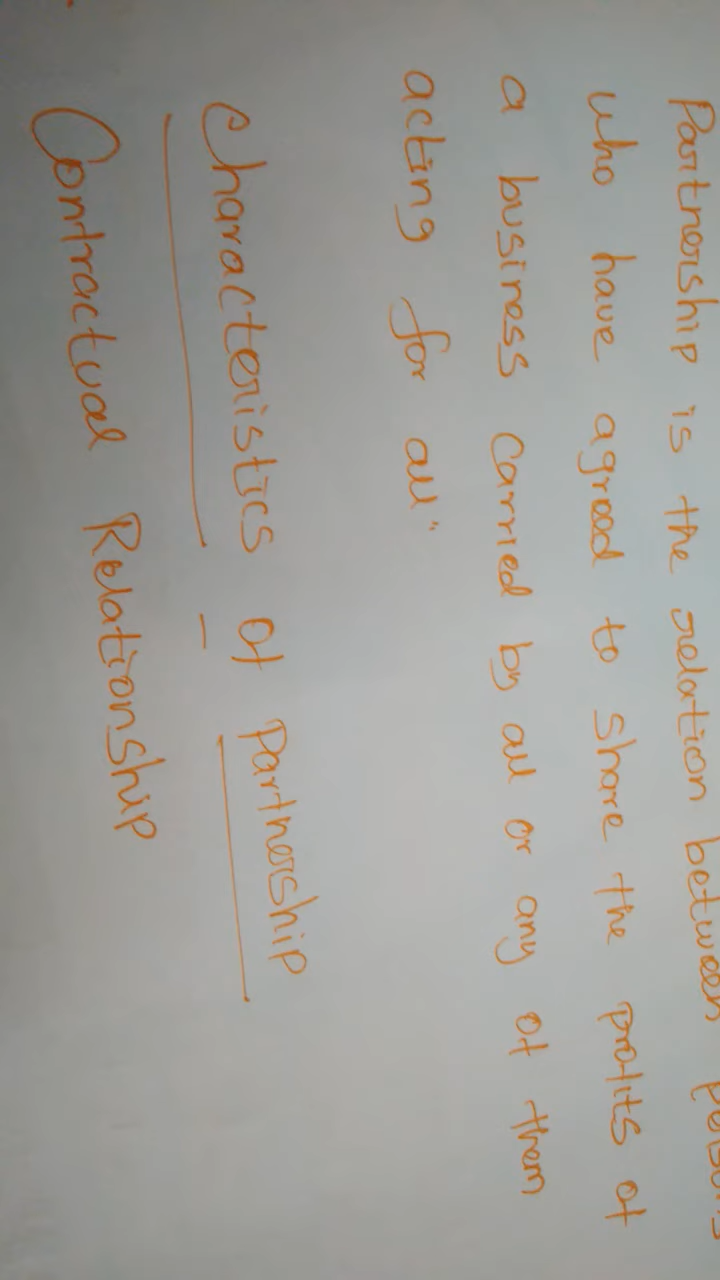 Partnership is the relation between persons
who have agreed to share the profits of
a business carried by all or any of them
acting for all"
Characteristics of Partnership
Contractual Relationship